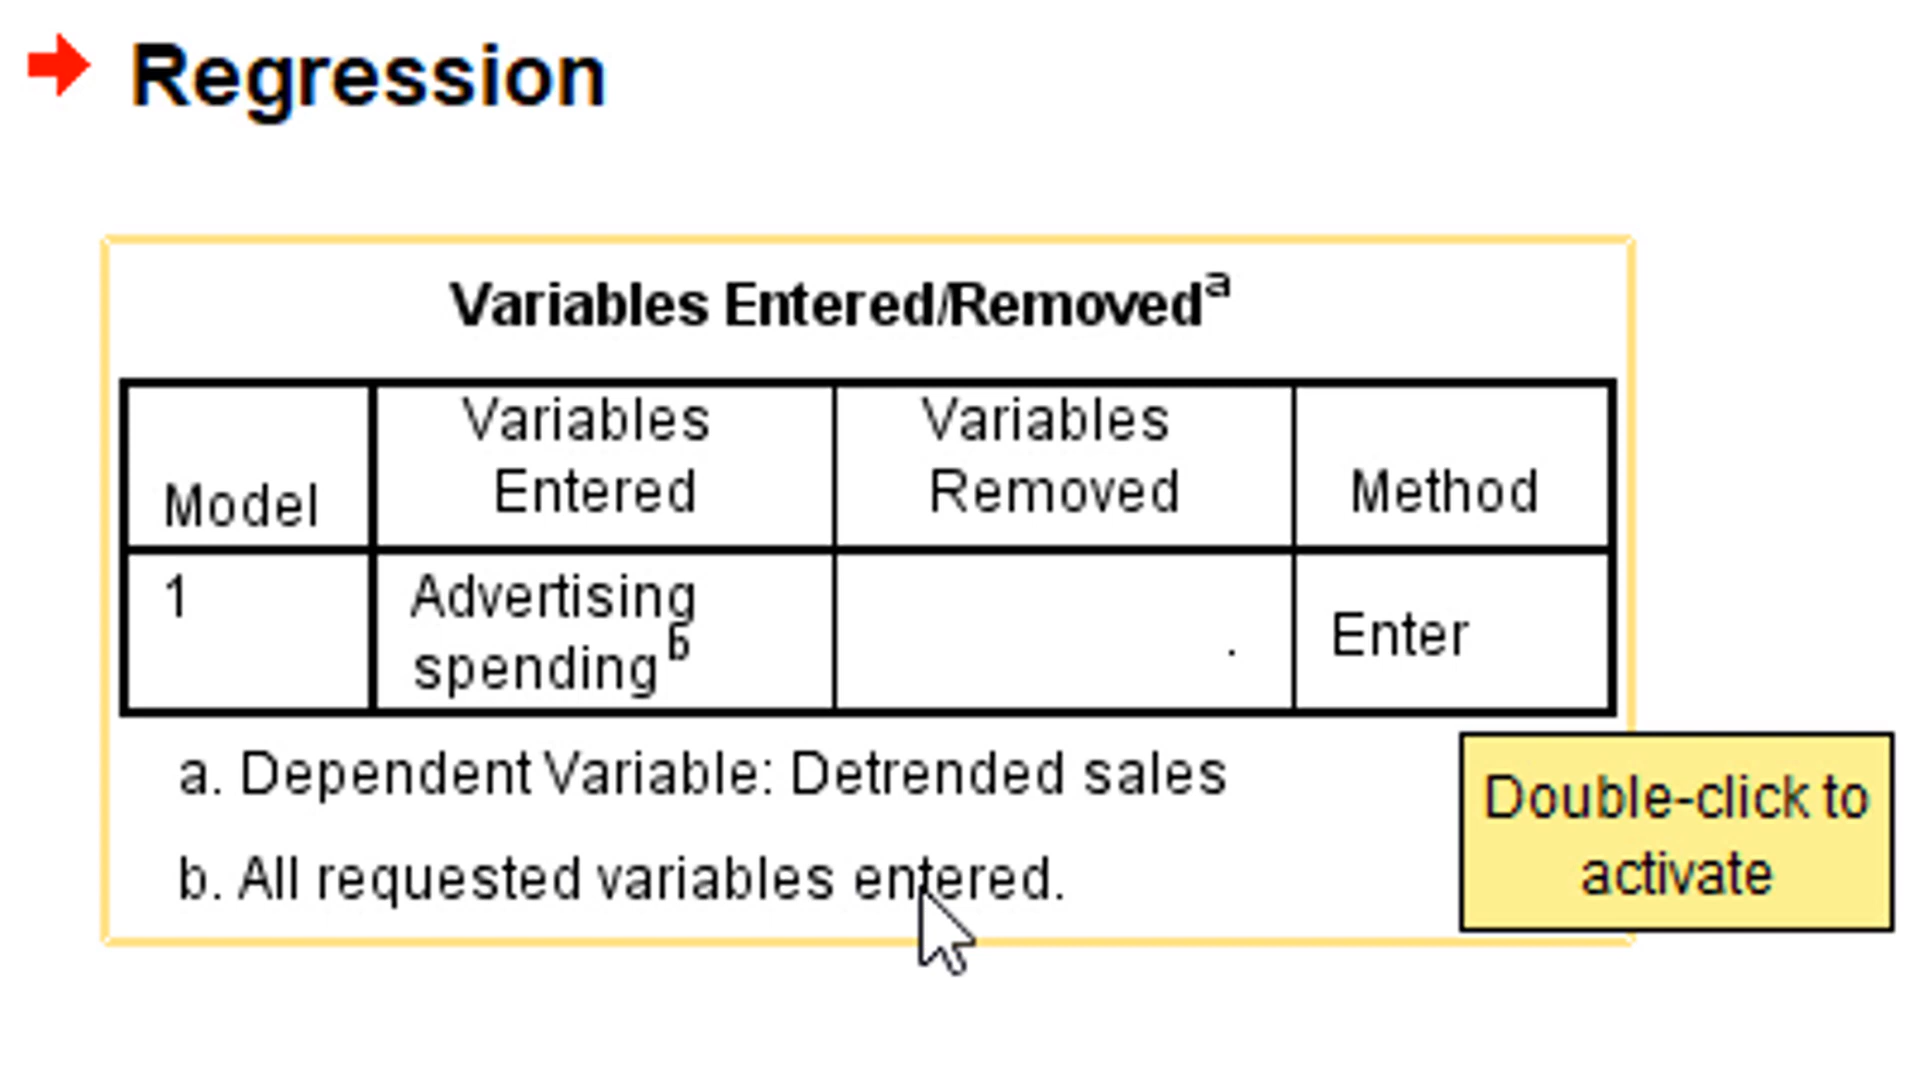 Regression
Variables Entered/Removedª
Variables Variables
Model Entered Removed Method
1 Advertising
spending b . Enter
a. Dependent Variable: Detrended sales
b. All requested variables entered.
Double-click to
activate